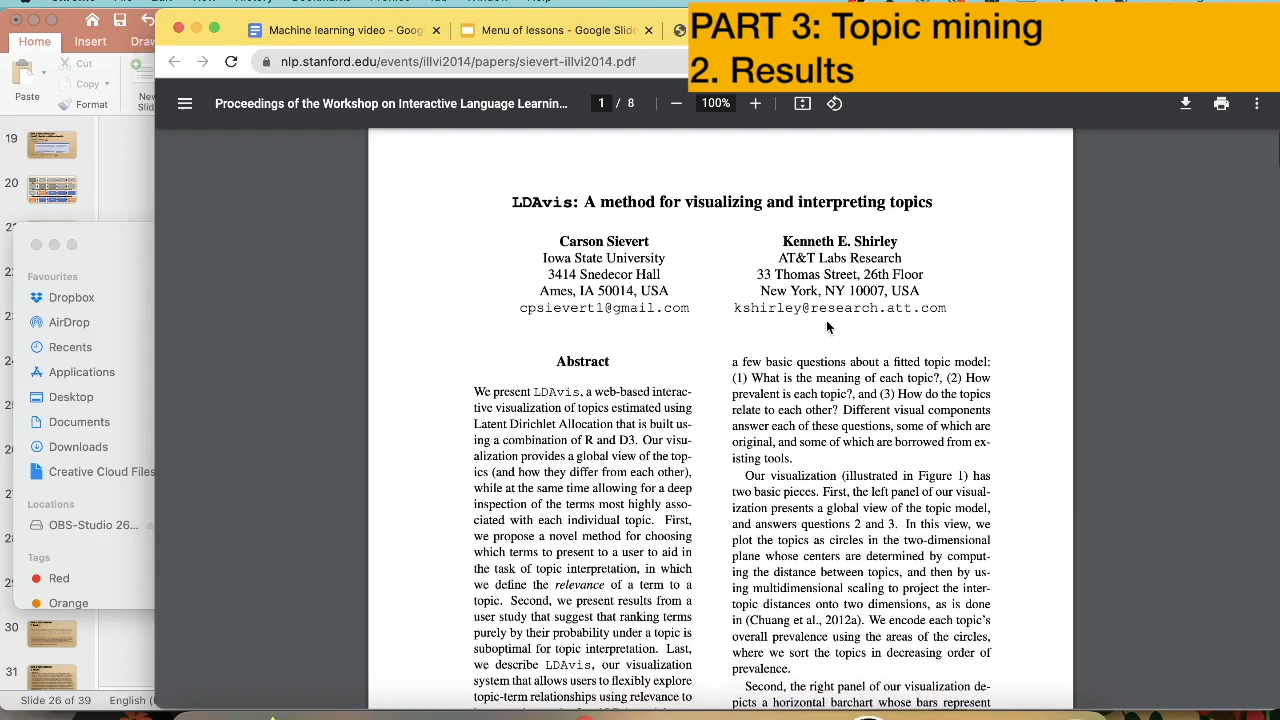 Home
Insert
Draw
Cut
Copy
Paste
Format
New
Slide
19
20
30
31
Favourites
Dropbox
AirDrop
Recents
Applications
Desktop
Documents
Downloads
Creative Cloud Files
Locations
OBS-Studio 26...
Tags
Red
Orange
Slide 26 of 39
English (
Machine learning video - Goog
×
Menu of lessons - Google Slide
×
nlp.stanford.edu/events/illvi2014/papers/sievert-illvi2014.pdf
PART 3: Topic mining
2. Results
Proceedings of the Workshop on Interactive Language Learnin...
1 / 8
100%
LDAvis: A method for visualizing and interpreting topics
Carson Sievert
Iowa State University
3414 Snedecor Hall
Ames, IA 50014, USA
cpsievert1@gmail.com
Kenneth E. Shirley
AT&T Labs Research
33 Thomas Street, 26th Floor
New York, NY 10007, USA
kshirley@research.att.com
Abstract
We present LDAvis, a web-based interac-
tive visualization of topics estimated using
Latent Dirichlet Allocation that is built us-
ing a combination of R and D3. Our visu-
alization provides a global view of the top-
ics (and how they differ from each other),
while at the same time allowing for a deep
inspection of the terms most highly asso-
ciated with each individual topic. First,
we propose a novel method for choosing
which terms to present to a user to aid in
the task of topic interpretation, in which
we define the relevance of a term to a
topic. Second, we present results from a
user study that suggest that ranking terms
purely by their probability under a topic is
suboptimal for topic interpretation. Last,
we describe LDAvis, our visualization
system that allows users to flexibly explore
topic-term relationships using relevance to
a few basic questions about a fitted topic model:
(1) What is the meaning of each topic?, (2) How
prevalent is each topic?, and (3) How do the topics
relate to each other? Different visual components
answer each of these questions, some of which are
original, and some of which are borrowed from ex-
isting tools.
Our visualization (illustrated in Figure 1) has
two basic pieces. First, the left panel of our visual-
ization presents a global view of the topic model,
and answers questions 2 and 3. In this view, we
plot the topics as circles in the two-dimensional
plane whose centers are determined by comput-
ing the distance between topics, and then by us-
ing multidimensional scaling to project the inter-
topic distances onto two dimensions, as is done
in (Chuang et al., 2012a). We encode each topic's
overall prevalence using the areas of the circles,
where we sort the topics in decreasing order of
prevalence.
Second, the right panel of our visualization de-
picts a horizontal barchart whose bars represent